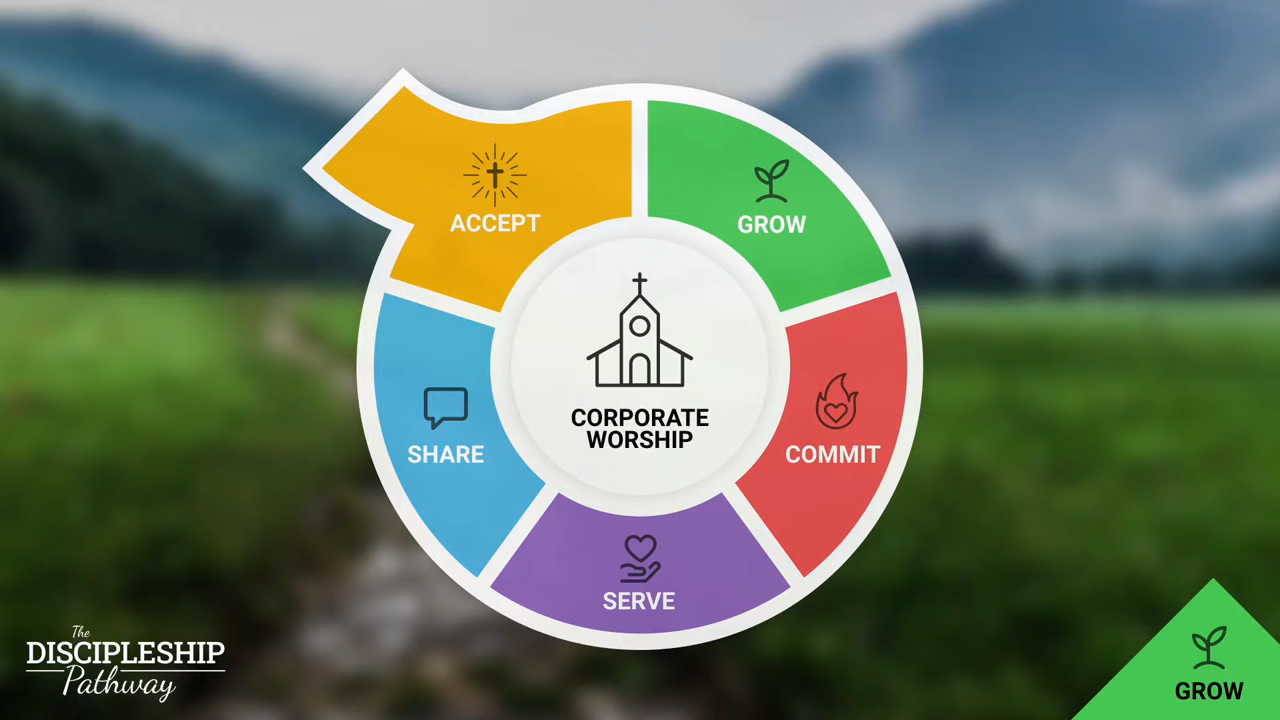 ACCEPT
GROW
SHARE
CORPORATE
WORSHIP
COMMIT
SERVE
The
DISCIPLESHIP
Pathway
GROW